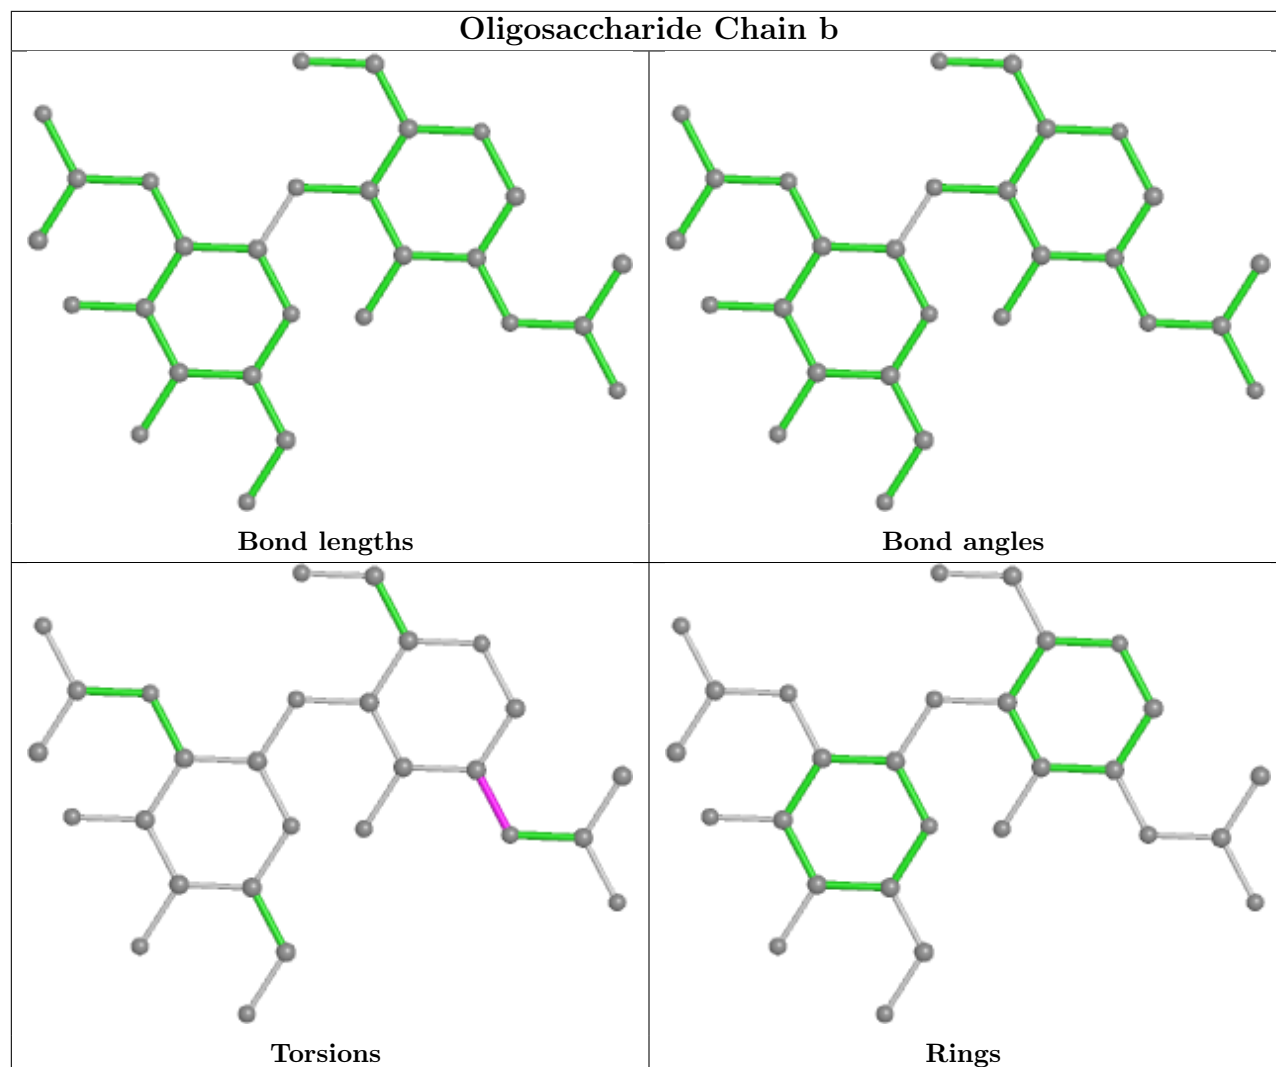 Oligosaccharide Chain b
Bond lengths
Bond angles
Torsions
Rings